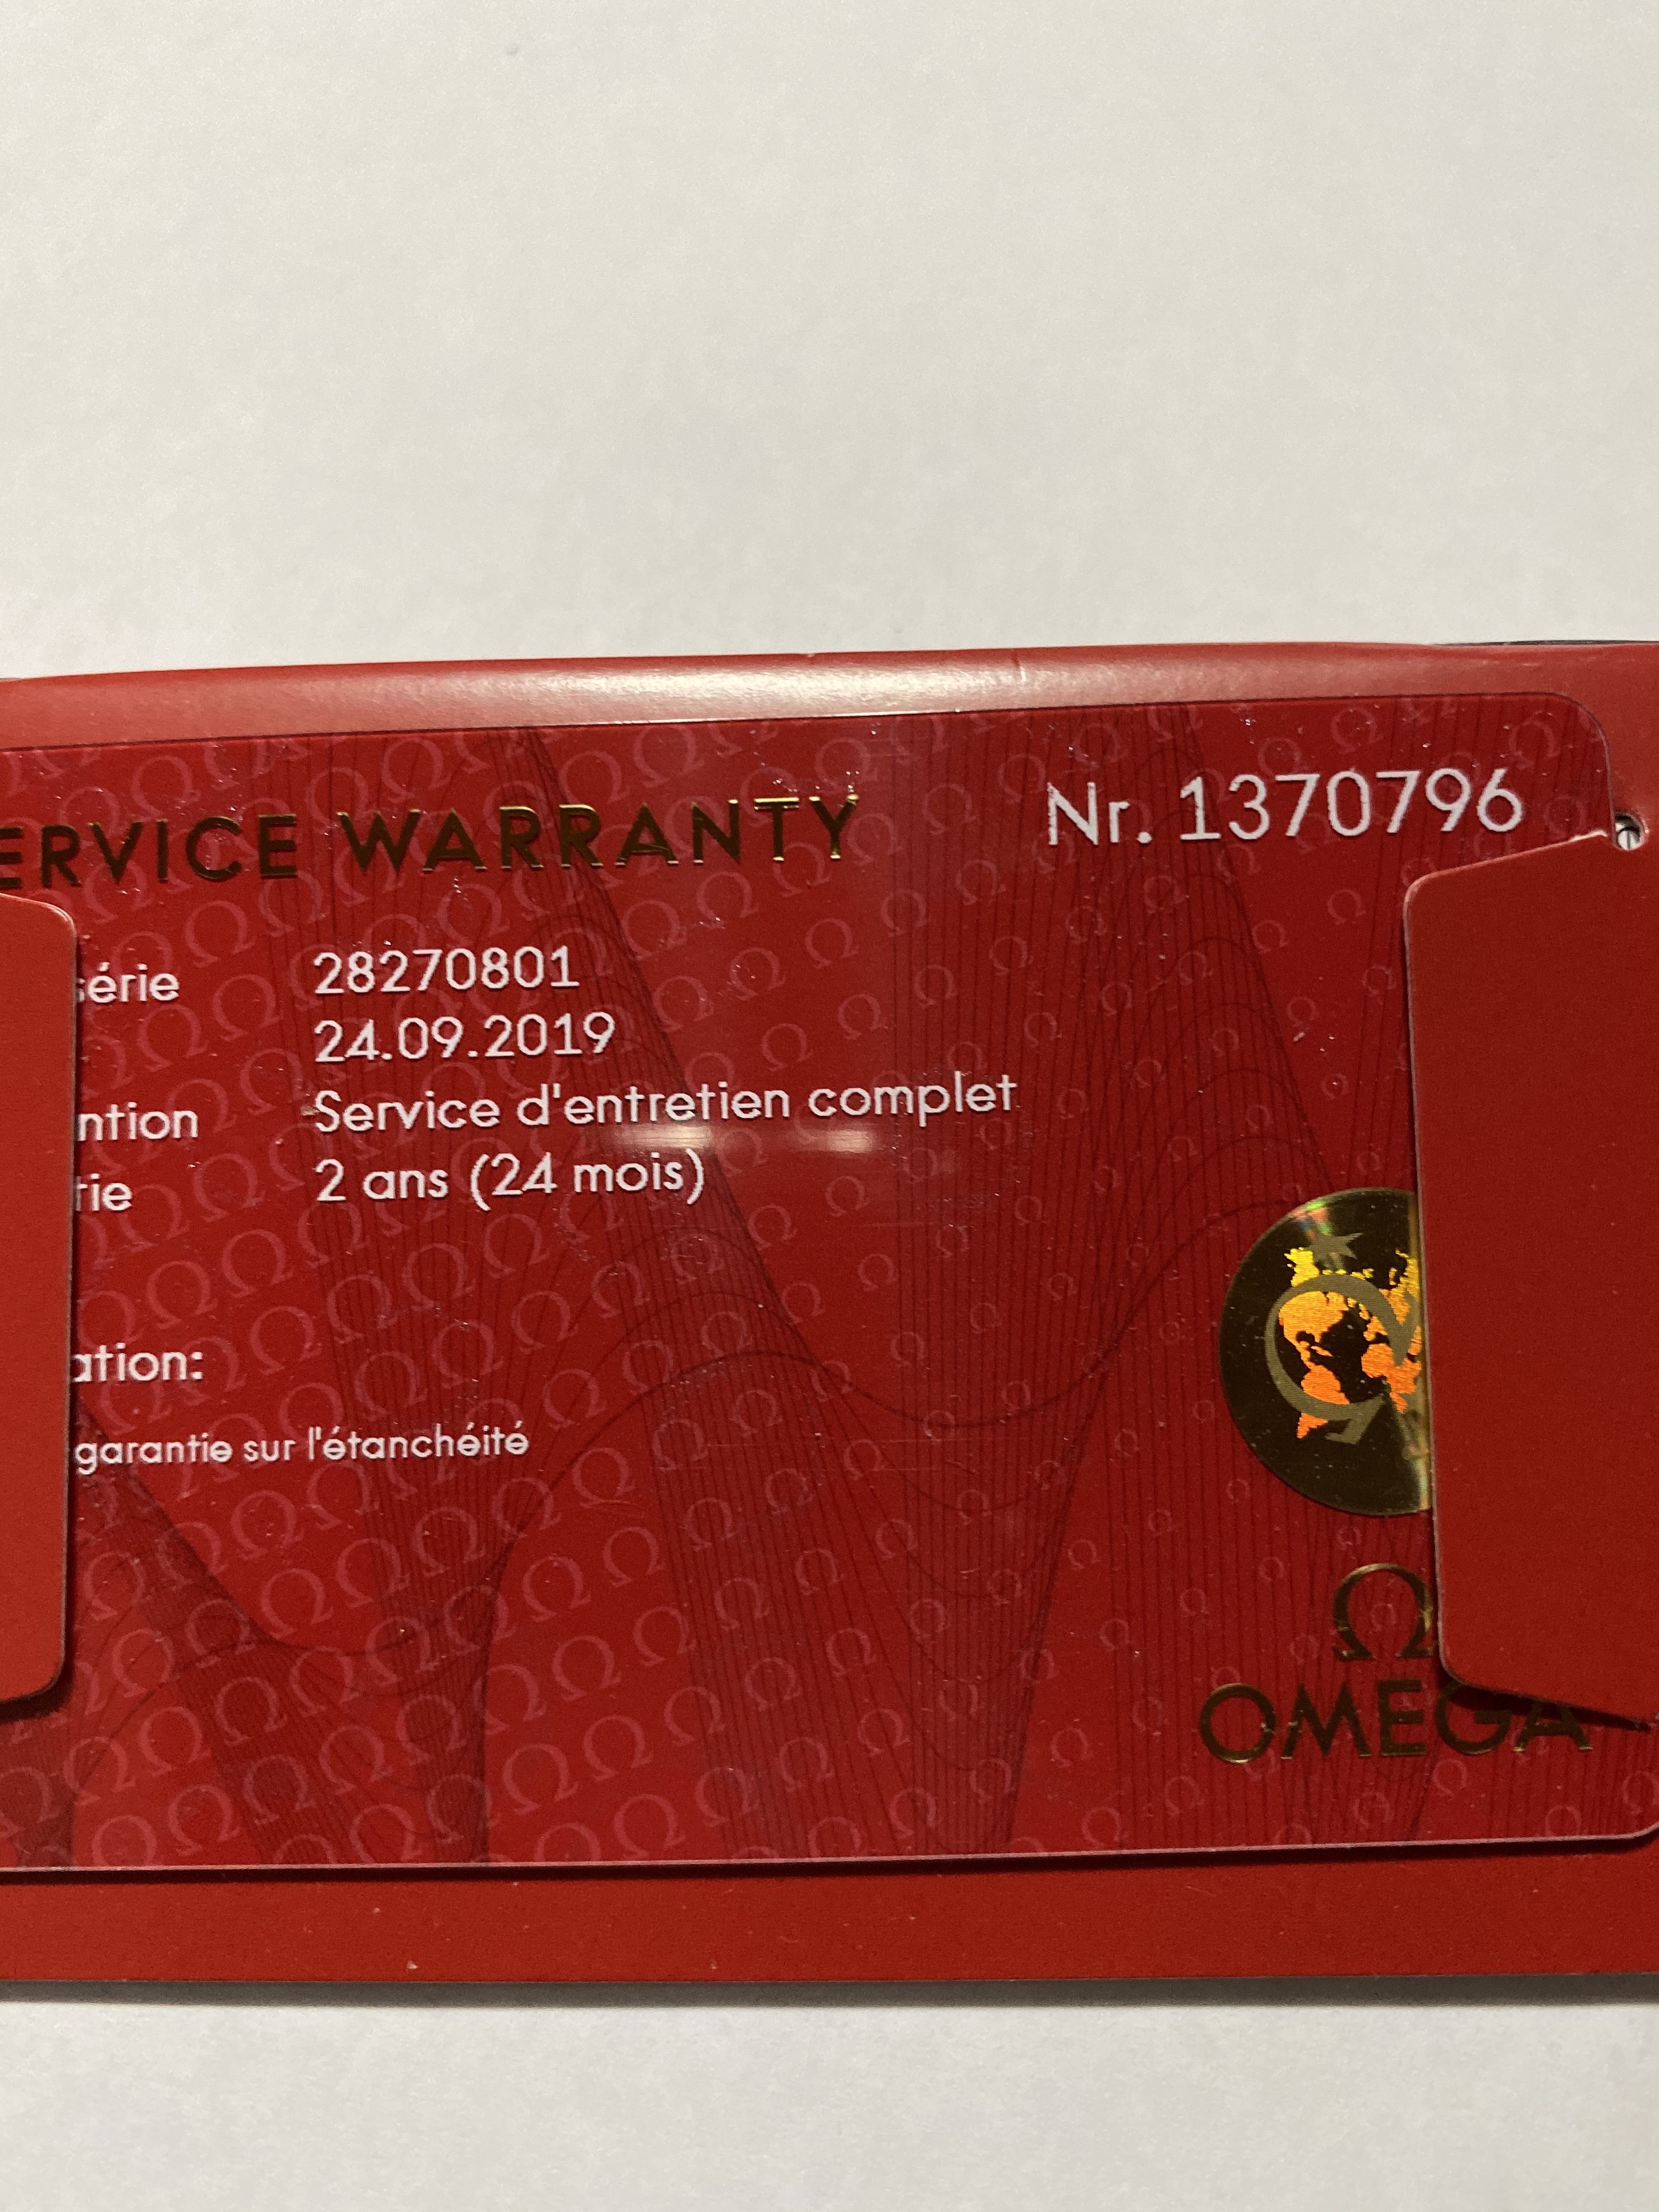 ERVICE WARRANTY Nr. 1370796
série 28270801
24.09.2019
ntion Service d'entretien complet
tie 2 ans (24 mois)
ation:
garantie sur l'étanchéité
Ω
OMEGA